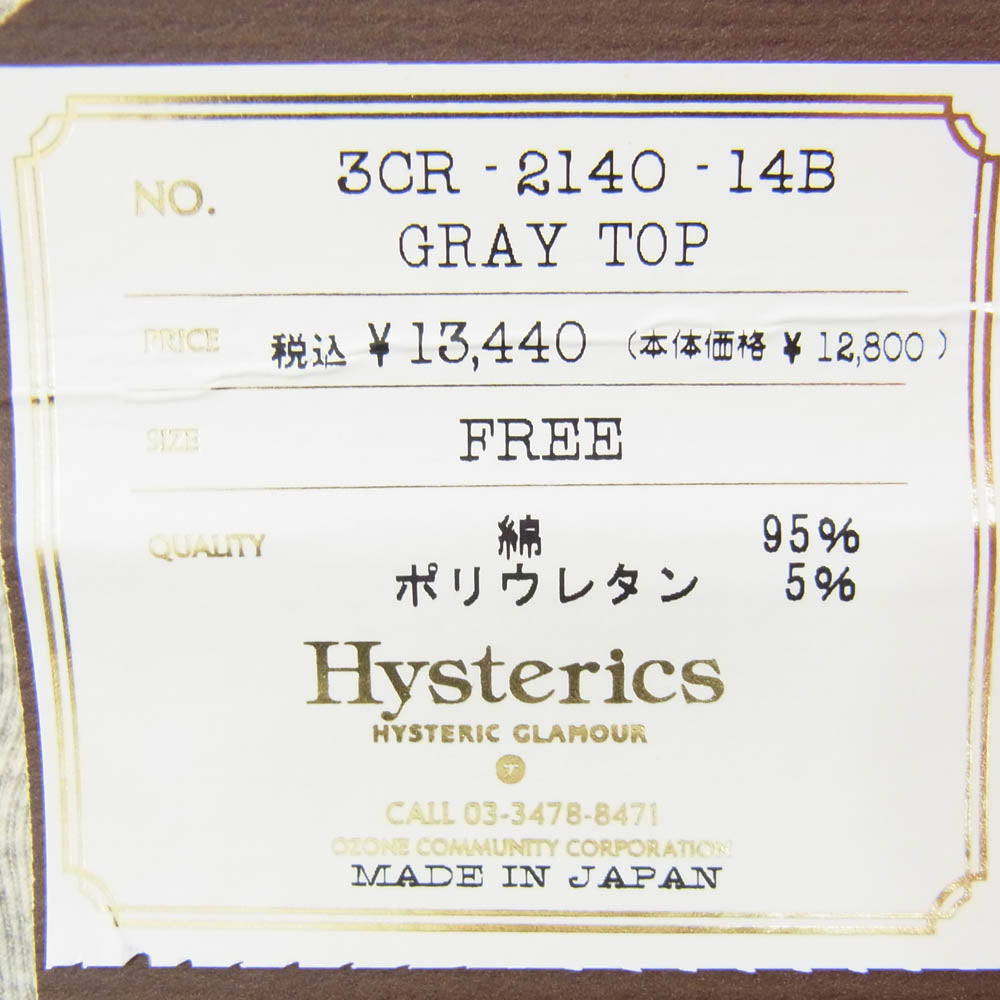 NO. 3CR - 2140 - 14B
GRAY TOP
PRICE 税込 ¥ 13,440 (本体価格 ¥ 12,800 )
SIZE FREE
QUALITY 綿 95%
ポリウレタン 5%
Hysterics
HYSTERIC GLAMOUR
CALL 03-3478-8471
OZONE COMMUNITY CORPORATION
MADE IN JAPAN